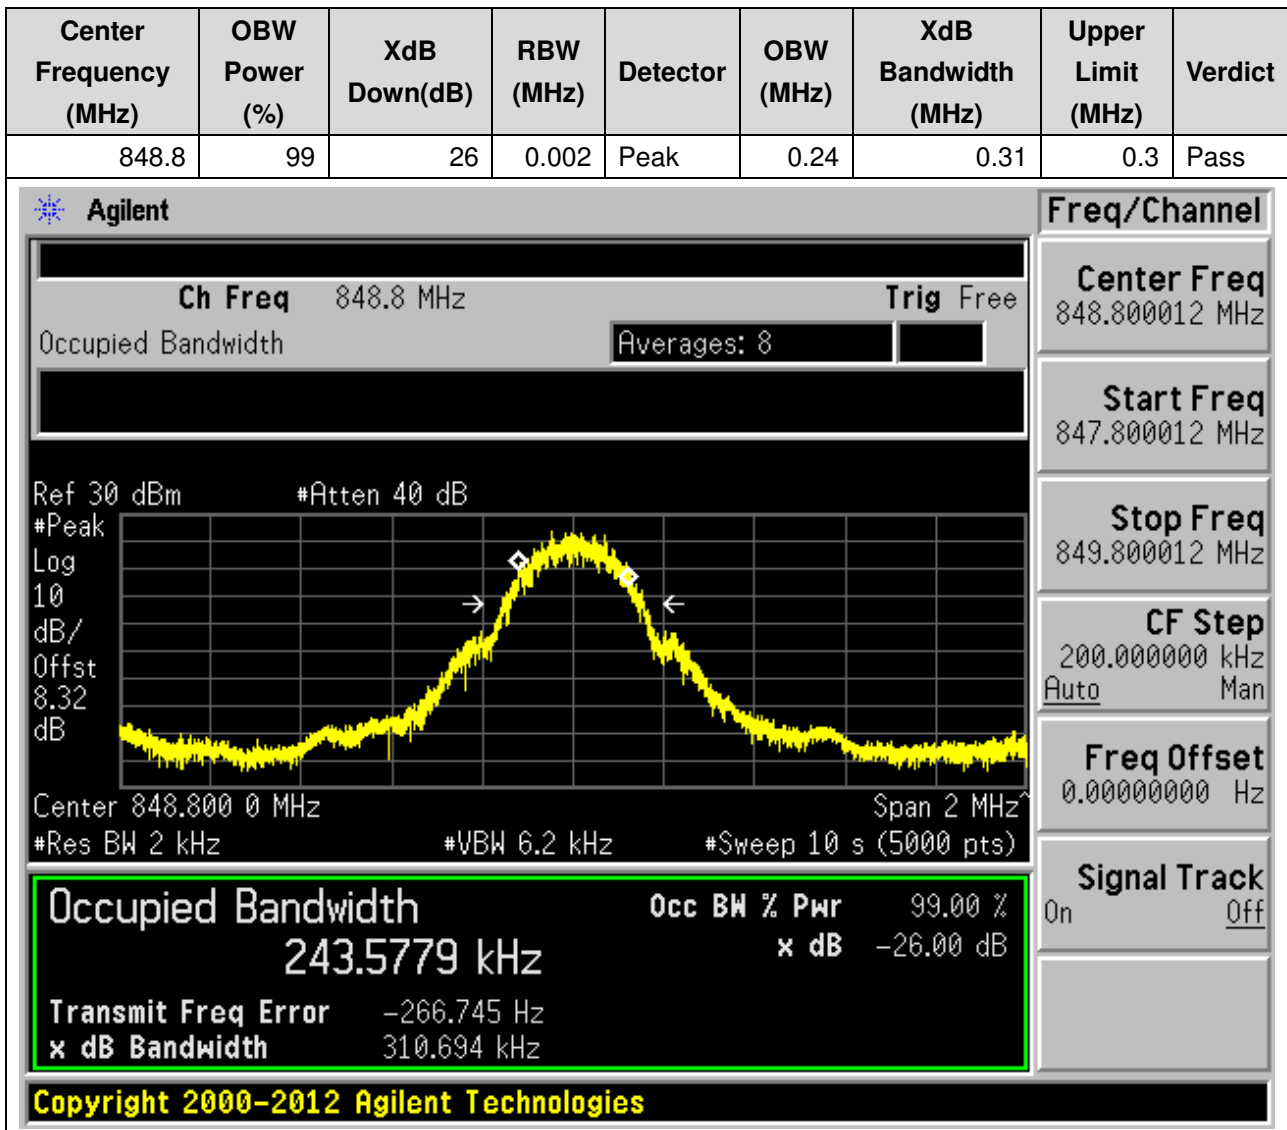 Center Frequency (MHz) OBW Power (%) XdB Down(dB) RBW (MHz) Detector OBW (MHz) XdB Bandwidth (MHz) Upper Limit (MHz) Verdict
848.8 99 26 0.002 Peak 0.24 0.31 0.3 Pass
Agilent
Freq/Channel
Ch Freq 848.8 MHz Trig Free
Occupied Bandwidth Averages: 8
Center Freq
848.800012 MHz
Start Freq
847.800012 MHz
Stop Freq
849.800012 MHz
CF Step
200.000000 kHz
Auto Man
Freq Offset
0.00000000 Hz
Signal Track
On Off
Ref 30 dBm #Atten 40 dB
#Peak
Log
10
dB/
Offst
8.32
dB
Center 848.800 0 MHz Span 2 MHz^
#Res BW 2 kHz #VBW 6.2 kHz #Sweep 10 s (5000 pts)
Occupied Bandwidth Occ BW % Pwr 99.00 %
243.5779 kHz x dB -26.00 dB
Transmit Freq Error -266.745 Hz
x dB Bandwidth 310.694 kHz
Copyright 2000-2012 Agilent Technologies